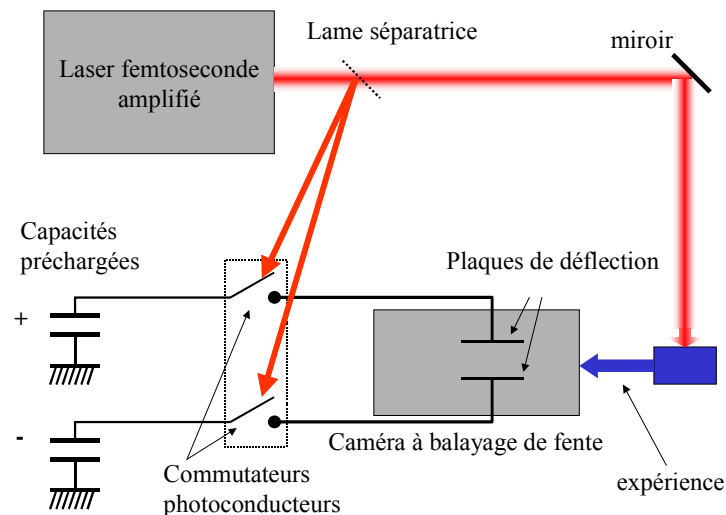 Lame séparatrice
miroir
Laser femtoseconde
amplifié
Capacités
préchargées
Plaques de déflection
+
-
Caméra à balayage de fente
Commutateurs
photoconducteurs
expérience